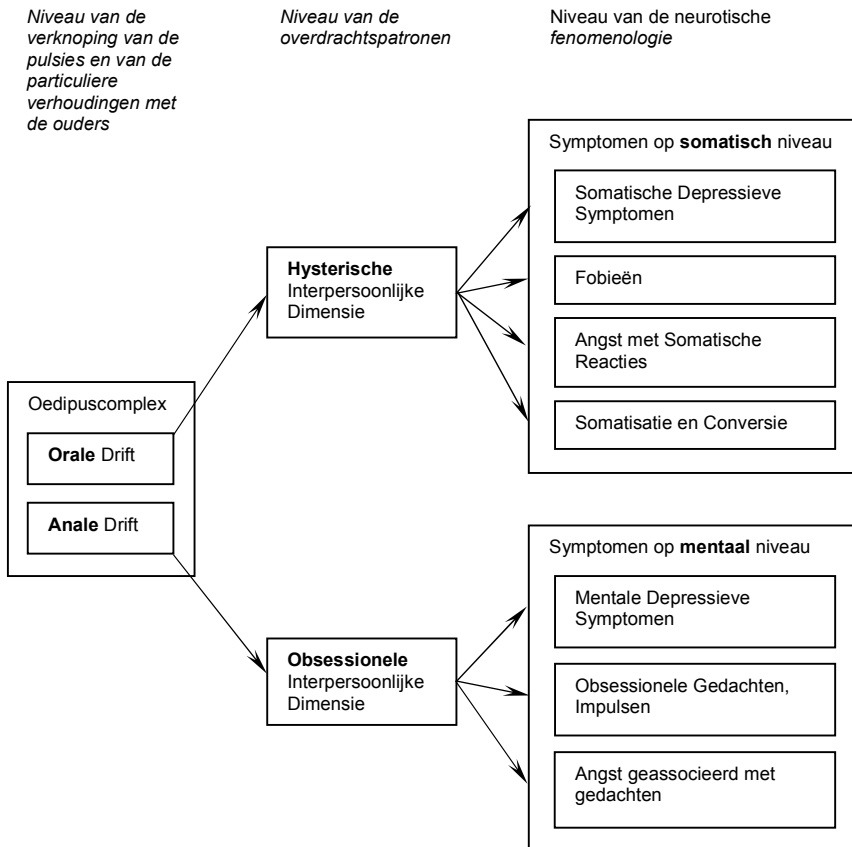 Niveau van de
verknoping van de
pulsies en van de
particuliere
verhoudingen met
de ouders
Niveau van de
overdrachtspatronen
Niveau van de neurotische
fenomenologie
Symptomen op somatisch niveau
Somatische Depressieve
Symptomen
Fobieën
Angst met Somatische
Reacties
Somatisatie en Conversie
Hysterische
Interpersoonlijke
Dimensie
Oedipuscomplex
Orale Drift
Anale Drift
Obsessionele
Interpersoonlijke
Dimensie
Symptomen op mentaal niveau
Mentale Depressieve
Symptomen
Obsessionele Gedachten,
Impulsen
Angst geassocieerd met
gedachten